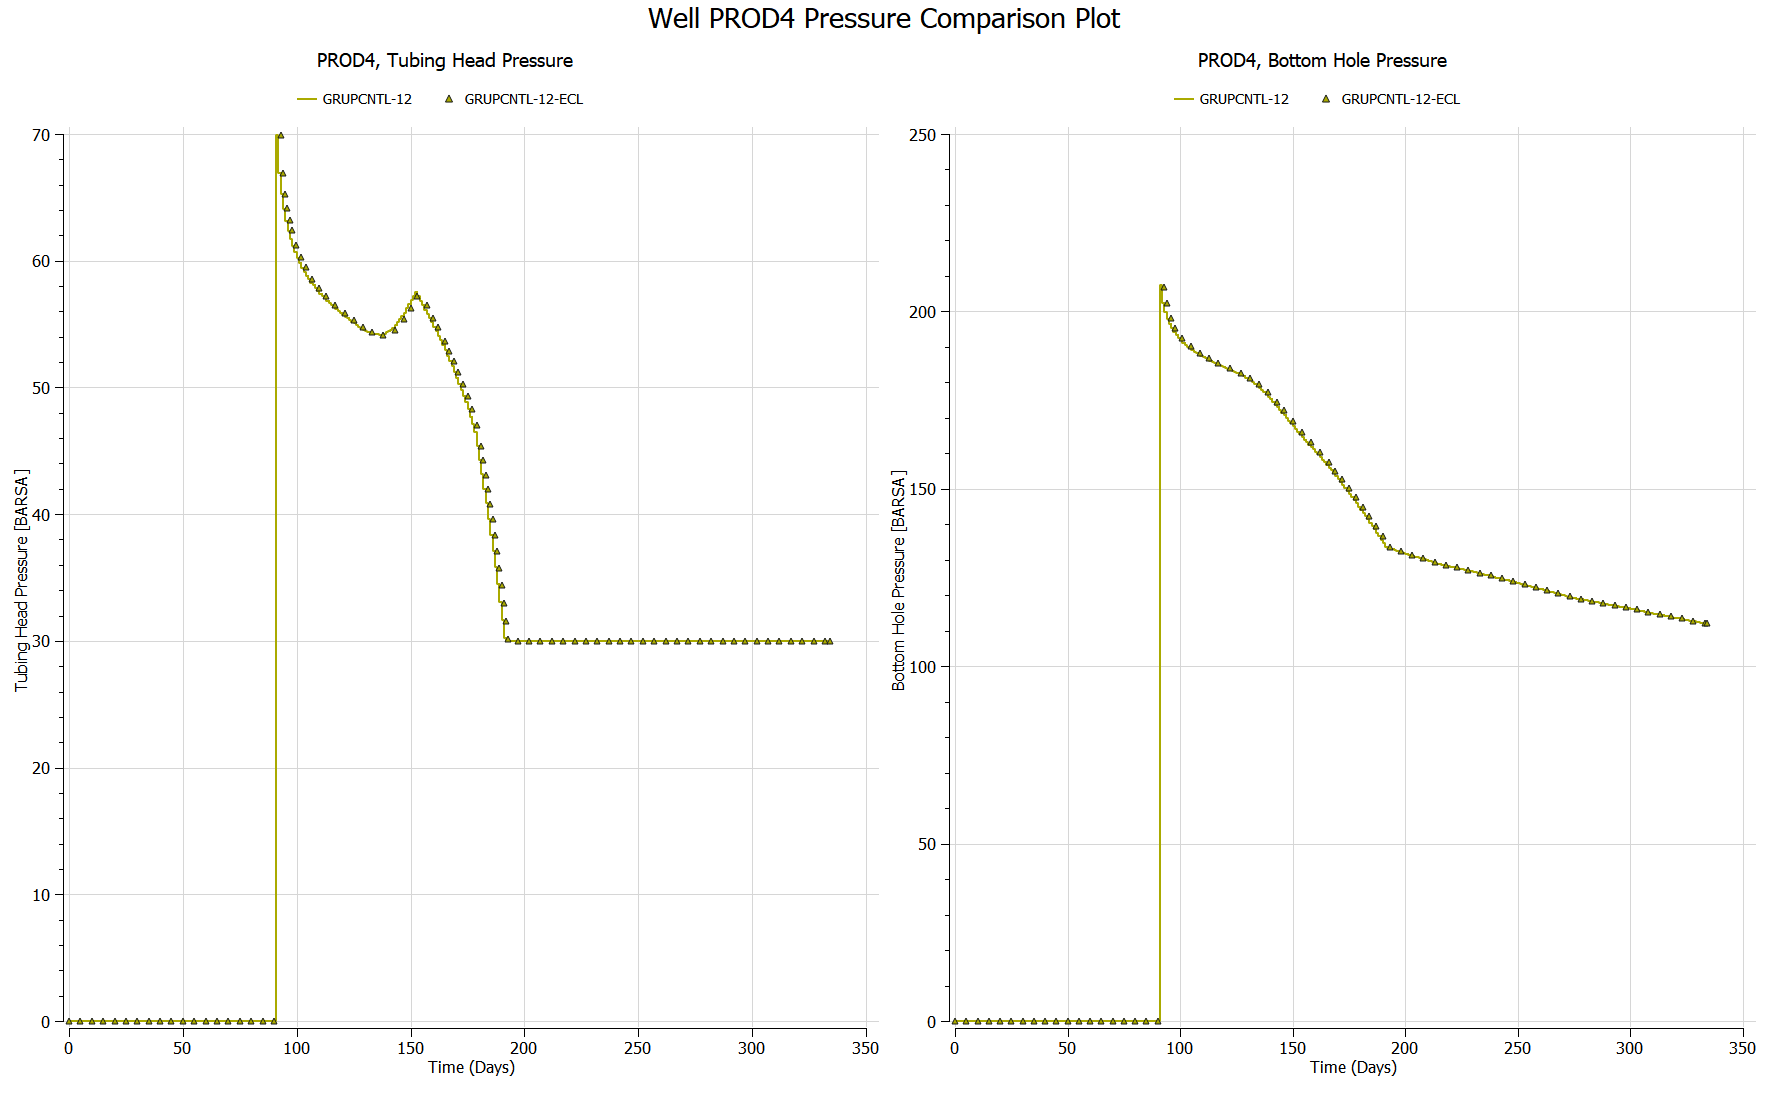 Well PROD4 Pressure Comparison Plot
PROD4, Tubing Head Pressure
GRUPCNTL-12 GRUPCNTL-12-ECL
70
60
50
40
30
20
10
0
Tubing Head Pressure [BARSA]
0 50 100 150 200 250 300 350
Time (Days)
PROD4, Bottom Hole Pressure
GRUPCNTL-12 GRUPCNTL-12-ECL
250
200
150
100
50
0
Bottom Hole Pressure [BARSA]
0 50 100 150 200 250 300 350
Time (Days)